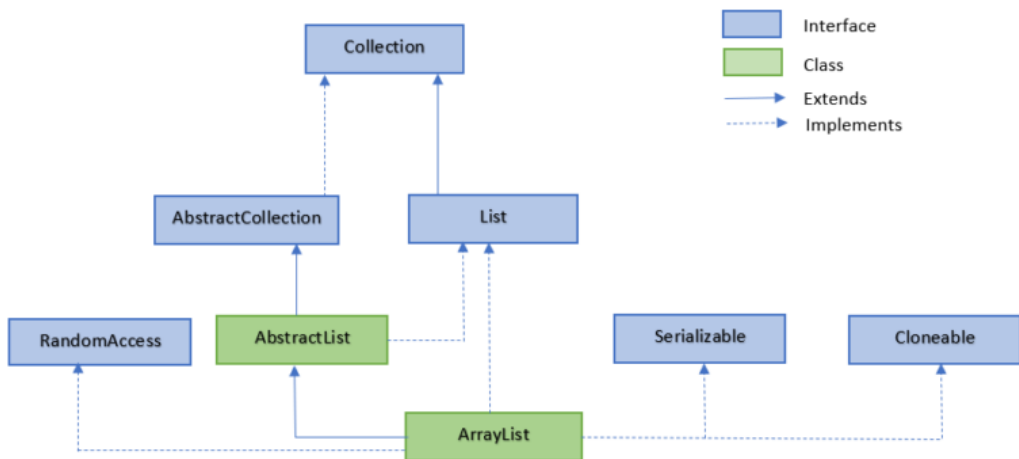 Collection
Interface
Class
Extends
Implements
AbstractCollection
List
RandomAccess
AbstractList
Serializable
Cloneable
ArrayList